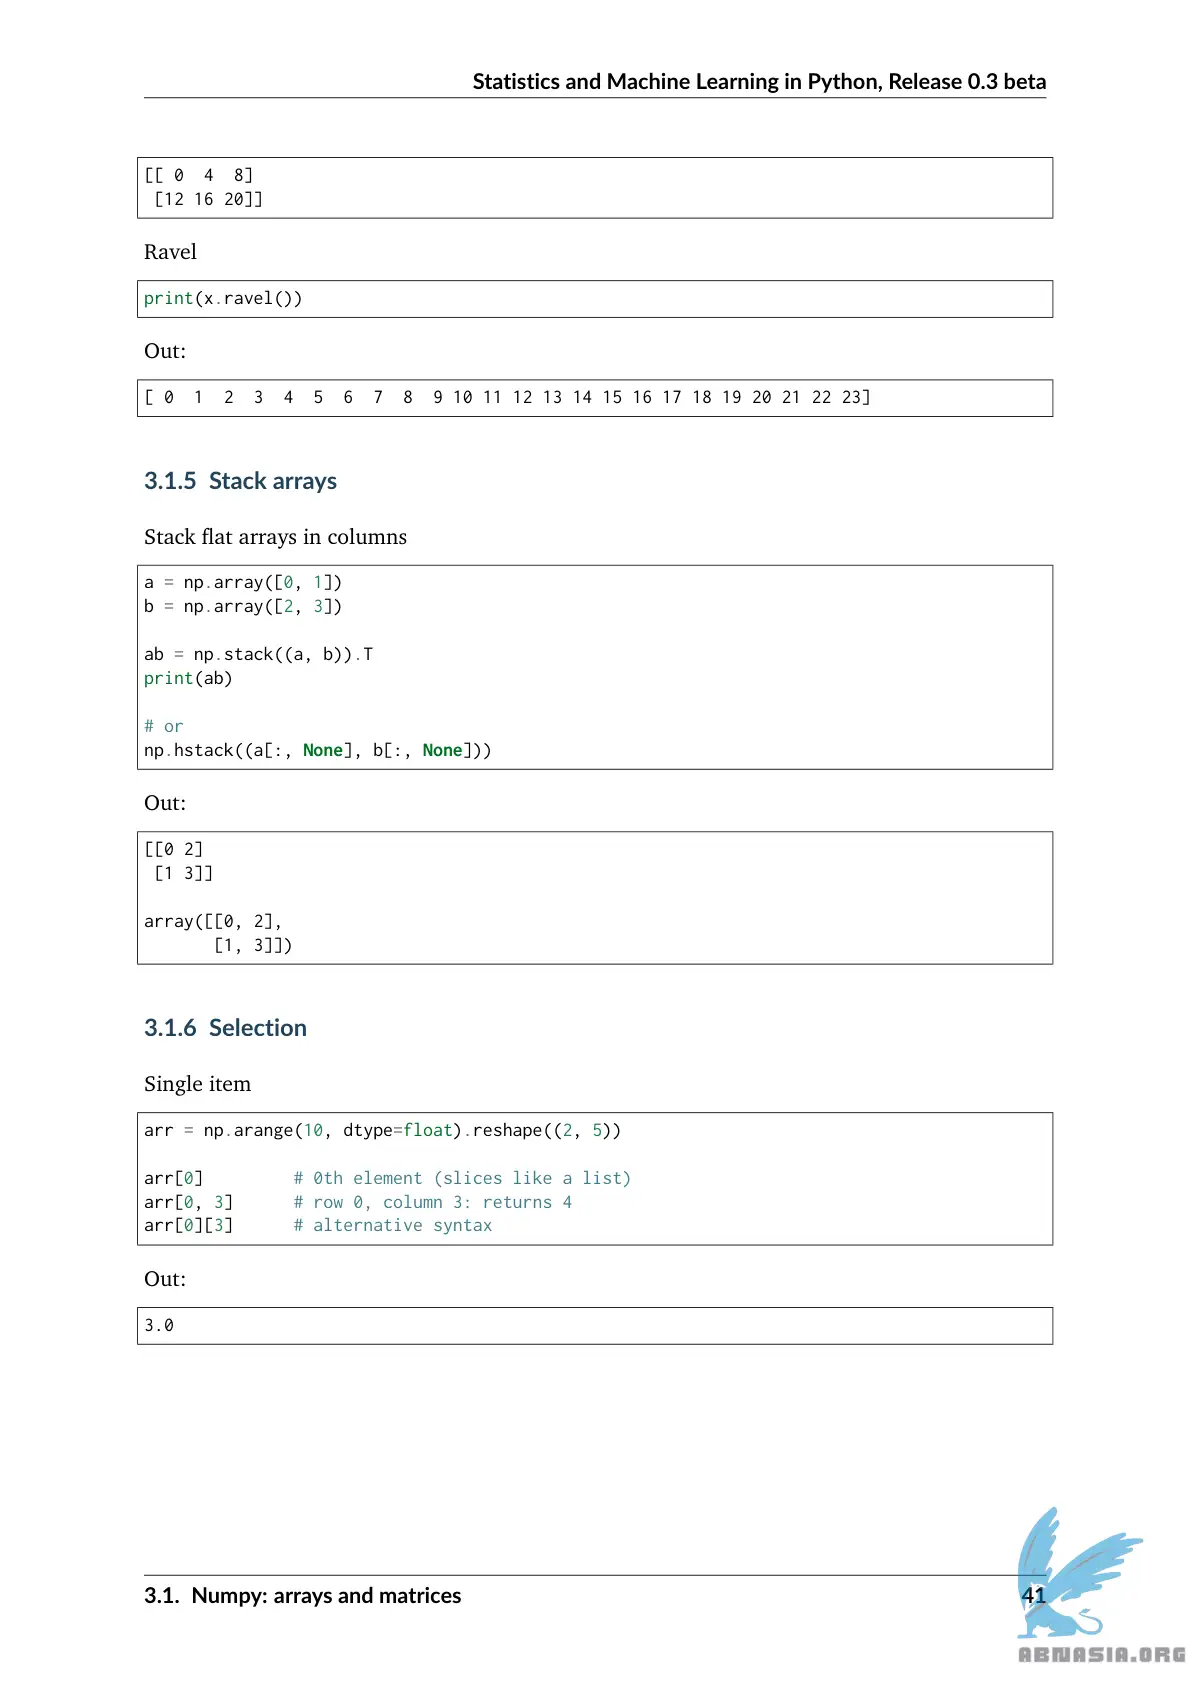 Statistics and Machine Learning in Python, Release 0.3 beta
[[ 0  4  8]
 [12 16 20]]
Ravel
print(x.ravel())
Out:
[ 0  1  2  3  4  5  6  7  8  9 10 11 12 13 14 15 16 17 18 19 20 21 22 23]
3.1.5 Stack arrays
Stack flat arrays in columns
a = np.array([0, 1])
b = np.array([2, 3])
ab = np.stack((a, b)).T
print(ab)
# or
np.hstack((a[:, None], b[:, None]))
Out:
[[0 2]
 [1 3]]
array([[0, 2],
       [1, 3]])
3.1.6 Selection
Single item
arr = np.arange(10, dtype=float).reshape((2, 5))
arr[0]         # 0th element (slices like a list)
arr[0, 3]      # row 0, column 3: returns 4
arr[0][3]      # alternative syntax
Out:
3.0
3.1. Numpy: arrays and matrices 41
ABNASIA.ORG